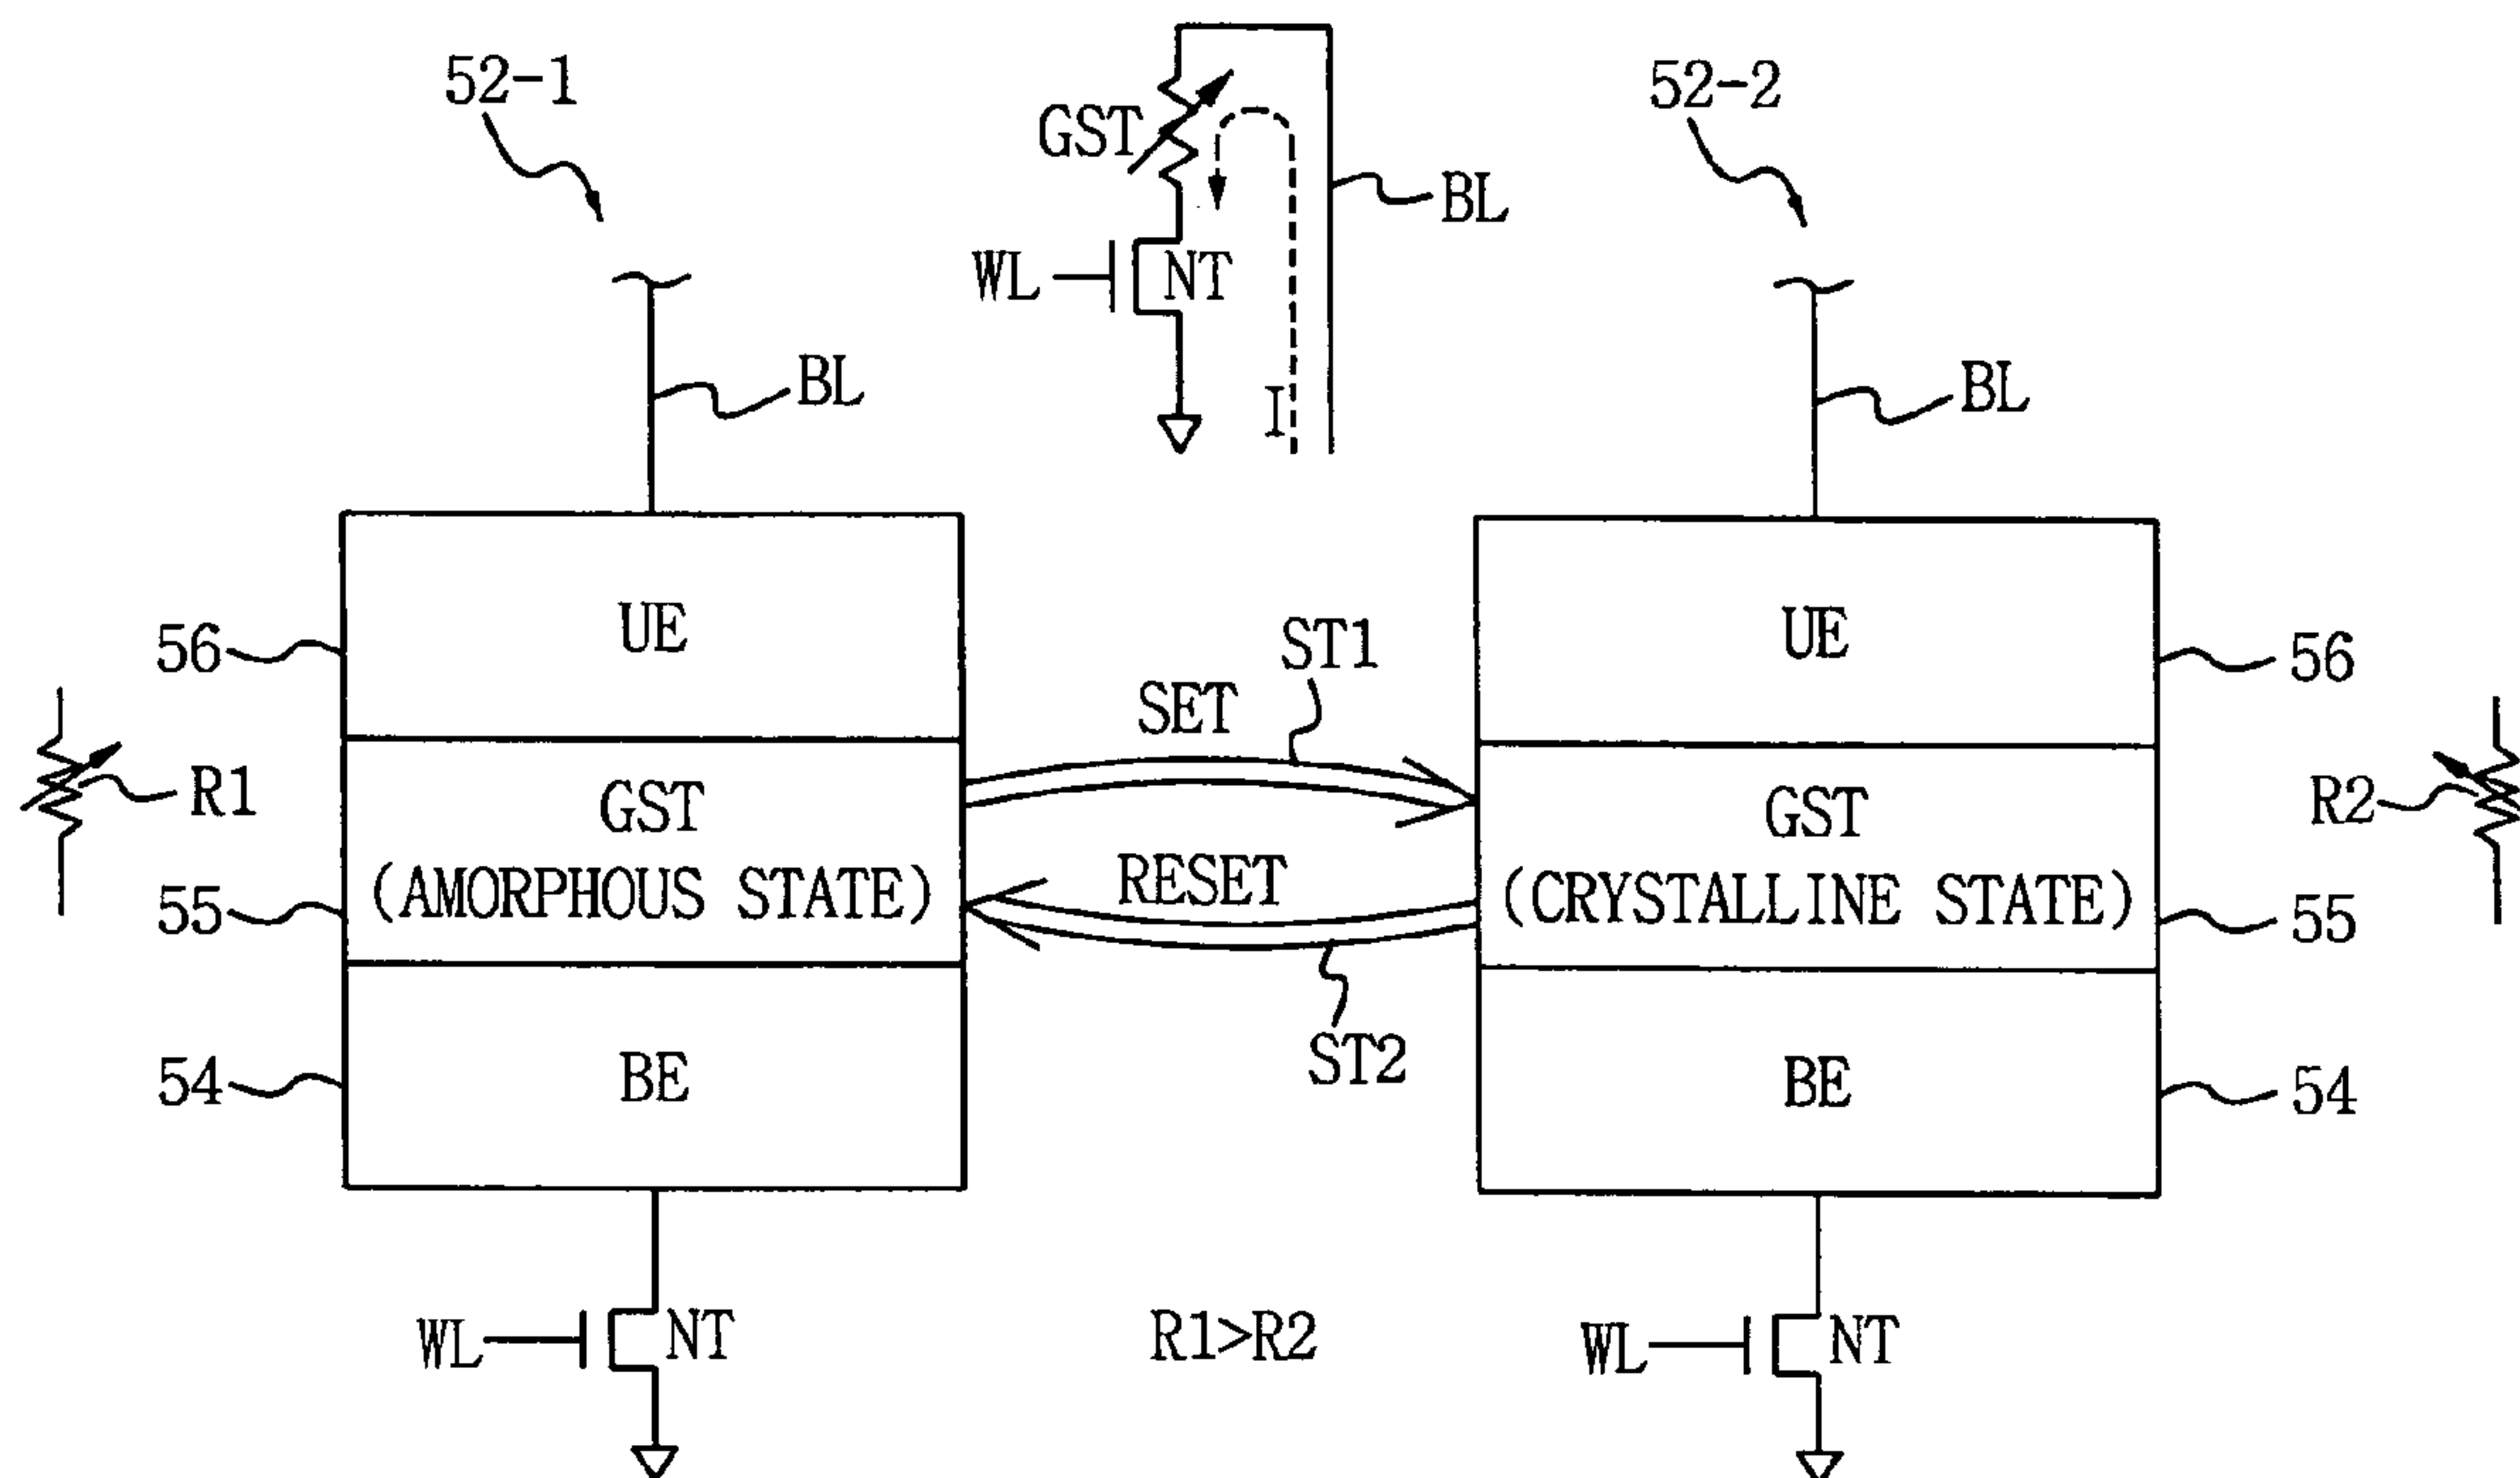 52-1
52-2
GST
BL
WL
NT
I
BL
BL
UE
UE
56
56
ST1
SET
R1
GST
(AMORPHOUS STATE)
GST
(CRYSTALLINE STATE)
R2
RESET
55
55
ST2
54
BE
BE
54
WL
NT
R1>R2
WL
NT